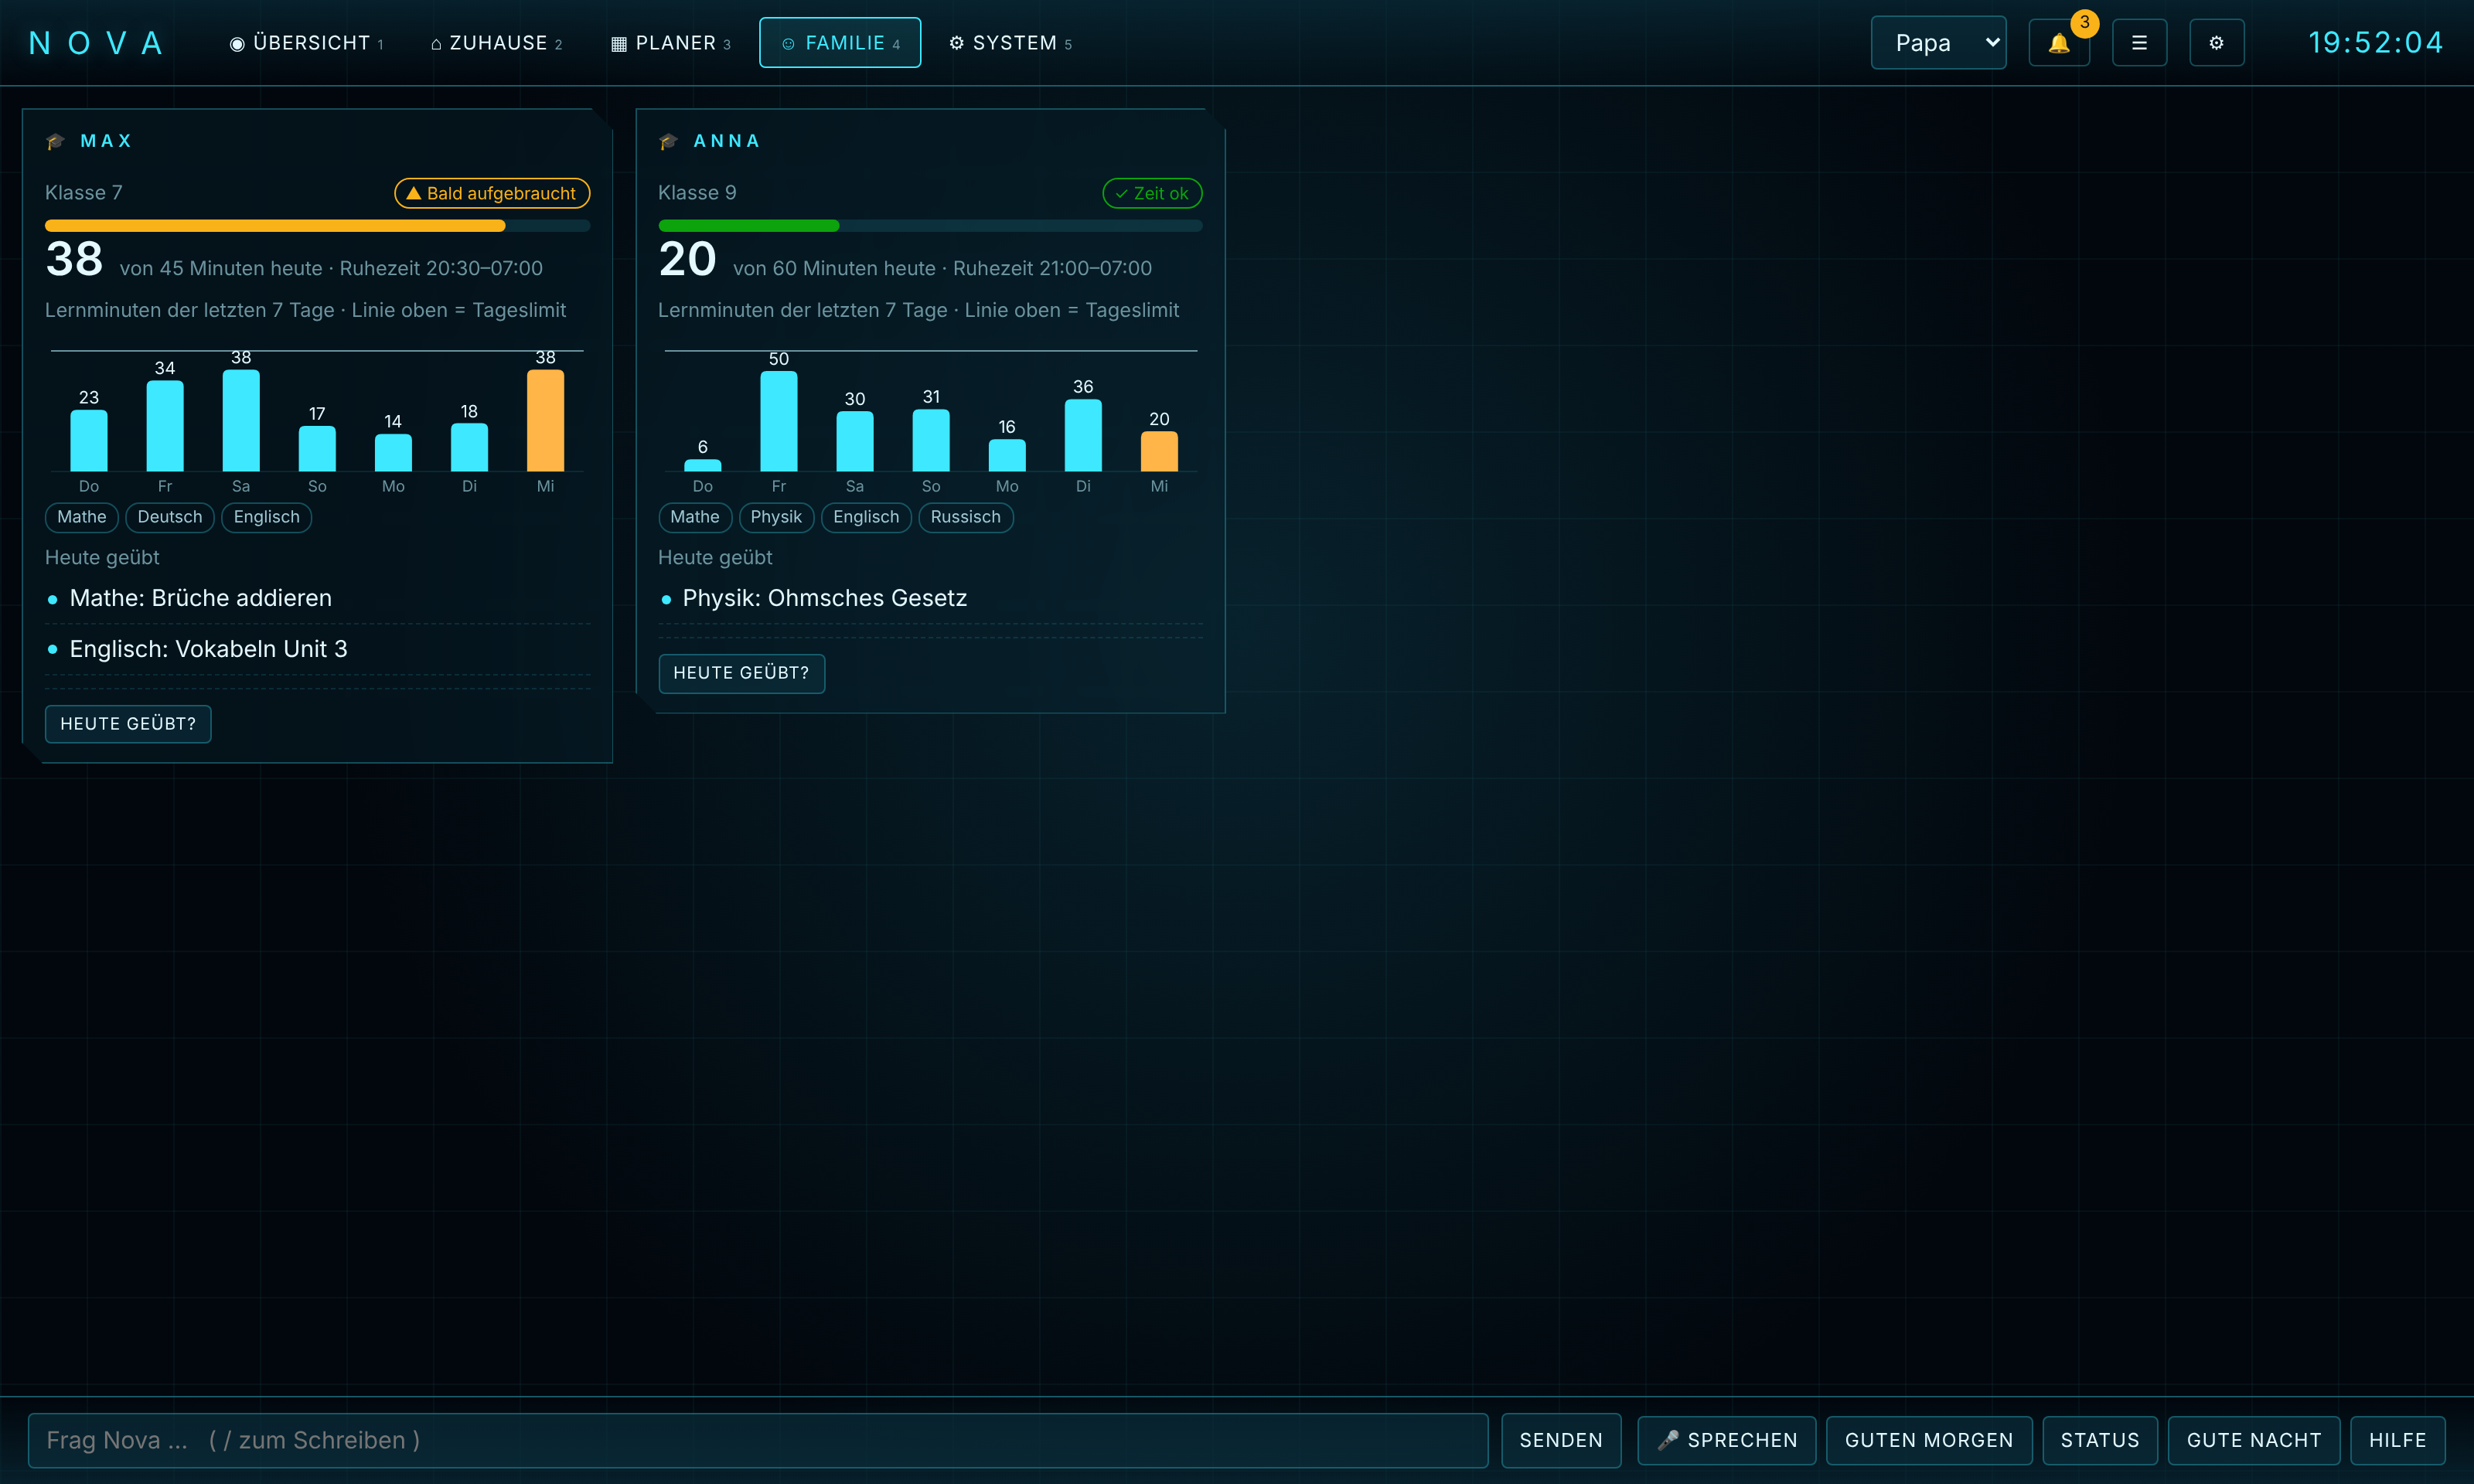 NOVA
◉ ÜBERSICHT 1
⌂ ZUHAUSE 2
▦ PLANER 3
☺ FAMILIE 4
⚙ SYSTEM 5
Papa
3
19:52:04
MAX
Klasse 7
▲ Bald aufgebraucht
38 von 45 Minuten heute · Ruhezeit 20:30–07:00
Lernminuten der letzten 7 Tage · Linie oben = Tageslimit
23 34 38 17 14 18 38
Do Fr Sa So Mo Di Mi
Mathe Deutsch Englisch
Heute geübt
Mathe: Brüche addieren
Englisch: Vokabeln Unit 3
HEUTE GEÜBT?
ANNA
Klasse 9
✓ Zeit ok
20 von 60 Minuten heute · Ruhezeit 21:00–07:00
Lernminuten der letzten 7 Tage · Linie oben = Tageslimit
6 50 30 31 16 36 20
Do Fr Sa So Mo Di Mi
Mathe Physik Englisch Russisch
Heute geübt
Physik: Ohmsches Gesetz
HEUTE GEÜBT?
Frag Nova ... ( / zum Schreiben )
SENDEN
SPRECHEN
GUTEN MORGEN
STATUS
GUTE NACHT
HILFE